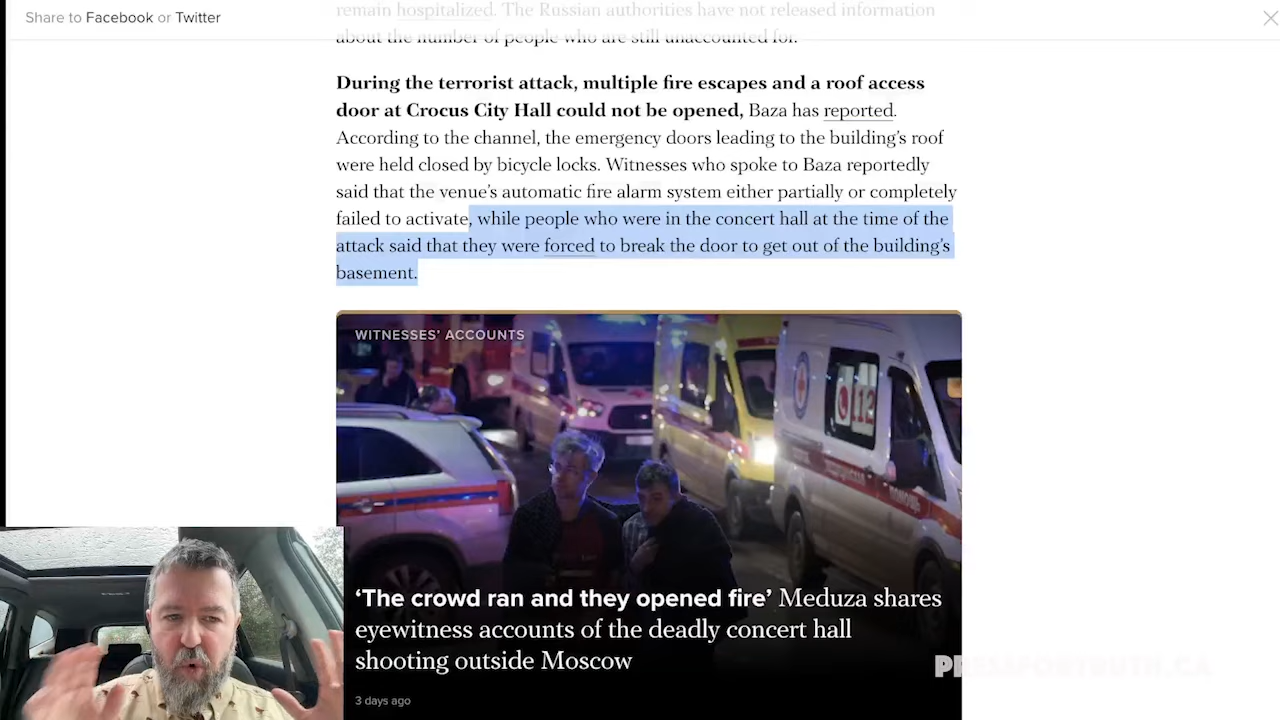 Share to Facebook or Twitter
remain hospitalized. The Russian authorities have not released information
about the number of people who are still unaccounted for.
During the terrorist attack, multiple fire escapes and a roof access
door at Crocus City Hall could not be opened, Baza has reported.
According to the channel, the emergency doors leading to the building's roof
were held closed by bicycle locks. Witnesses who spoke to Baza reportedly
said that the venue's automatic fire alarm system either partially or completely
failed to activate, while people who were in the concert hall at the time of the
attack said that they were forced to break the door to get out of the building's
basement.
WITNESSES' ACCOUNTS
112
'The crowd ran and they opened fire' Meduza shares
eyewitness accounts of the deadly concert hall
shooting outside Moscow
3 days ago
PRESSFORTRUTH.CA